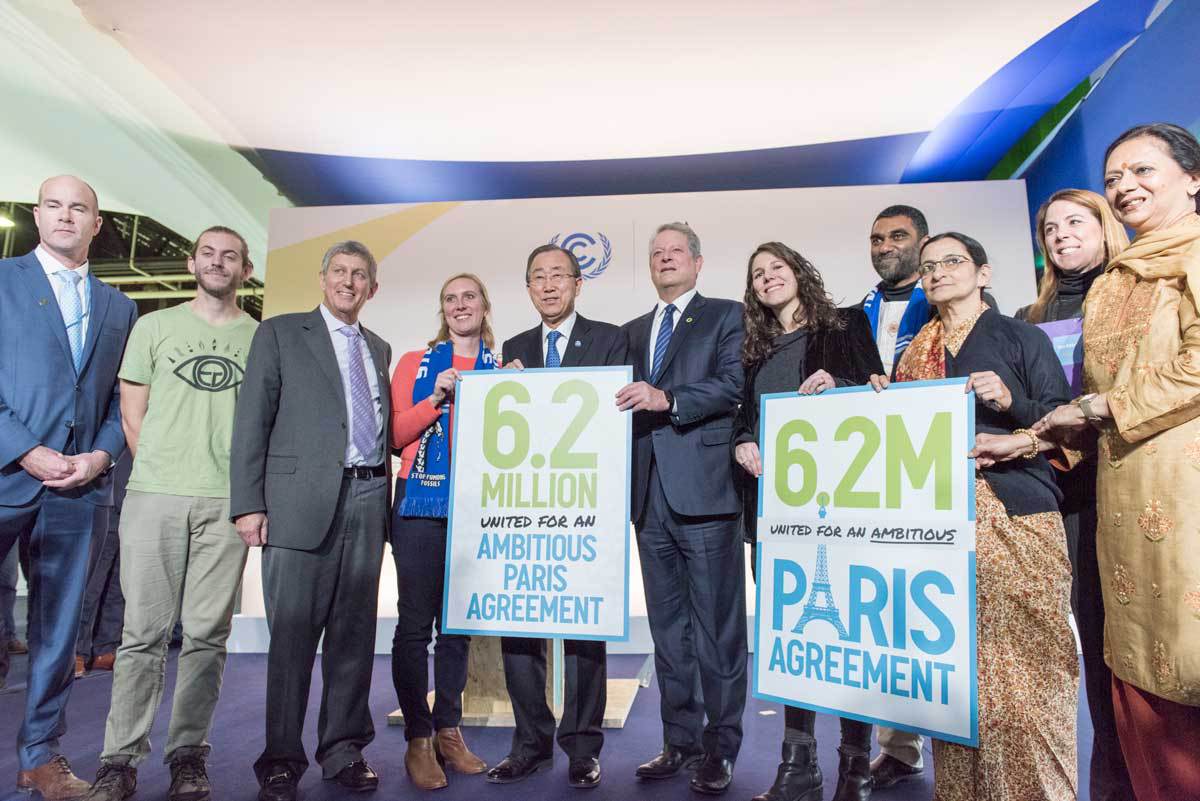 6.2
MILLION
UNITED FOR AN
AMBITIOUS
PARIS
AGREEMENT
6.2M
UNITED FOR AN AMBITIOUS
PARIS
AGREEMENT
STOP FUNDING
FOSSILS